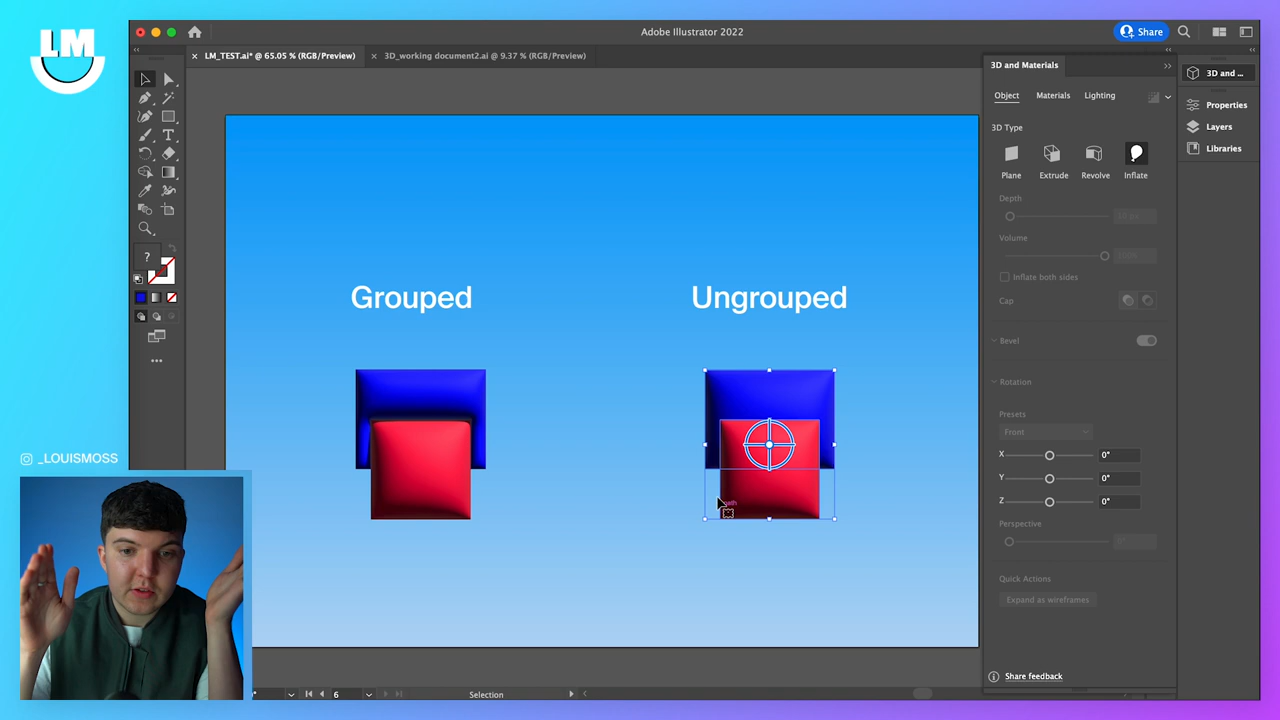 LM
Adobe Illustrator 2022
Share
LM_TEST.ai* @ 65.05 % (RGB/Preview)
3D_working document2.ai @ 9.37 % (RGB/Preview)
3D and Materials
3D and ...
Object
Materials
Lighting
Properties
Layers
Libraries
3D Type
Plane
Extrude
Revolve
Inflate
Depth
Volume
Inflate both sides
Cap
Bevel
Rotation
Presets
Front
X
0°
Y
0°
Z
0°
Perspective
Quick Actions
Expand as wireframes
Share feedback
T
?
Grouped
Ungrouped
_LOUISMOSS
6
Selection